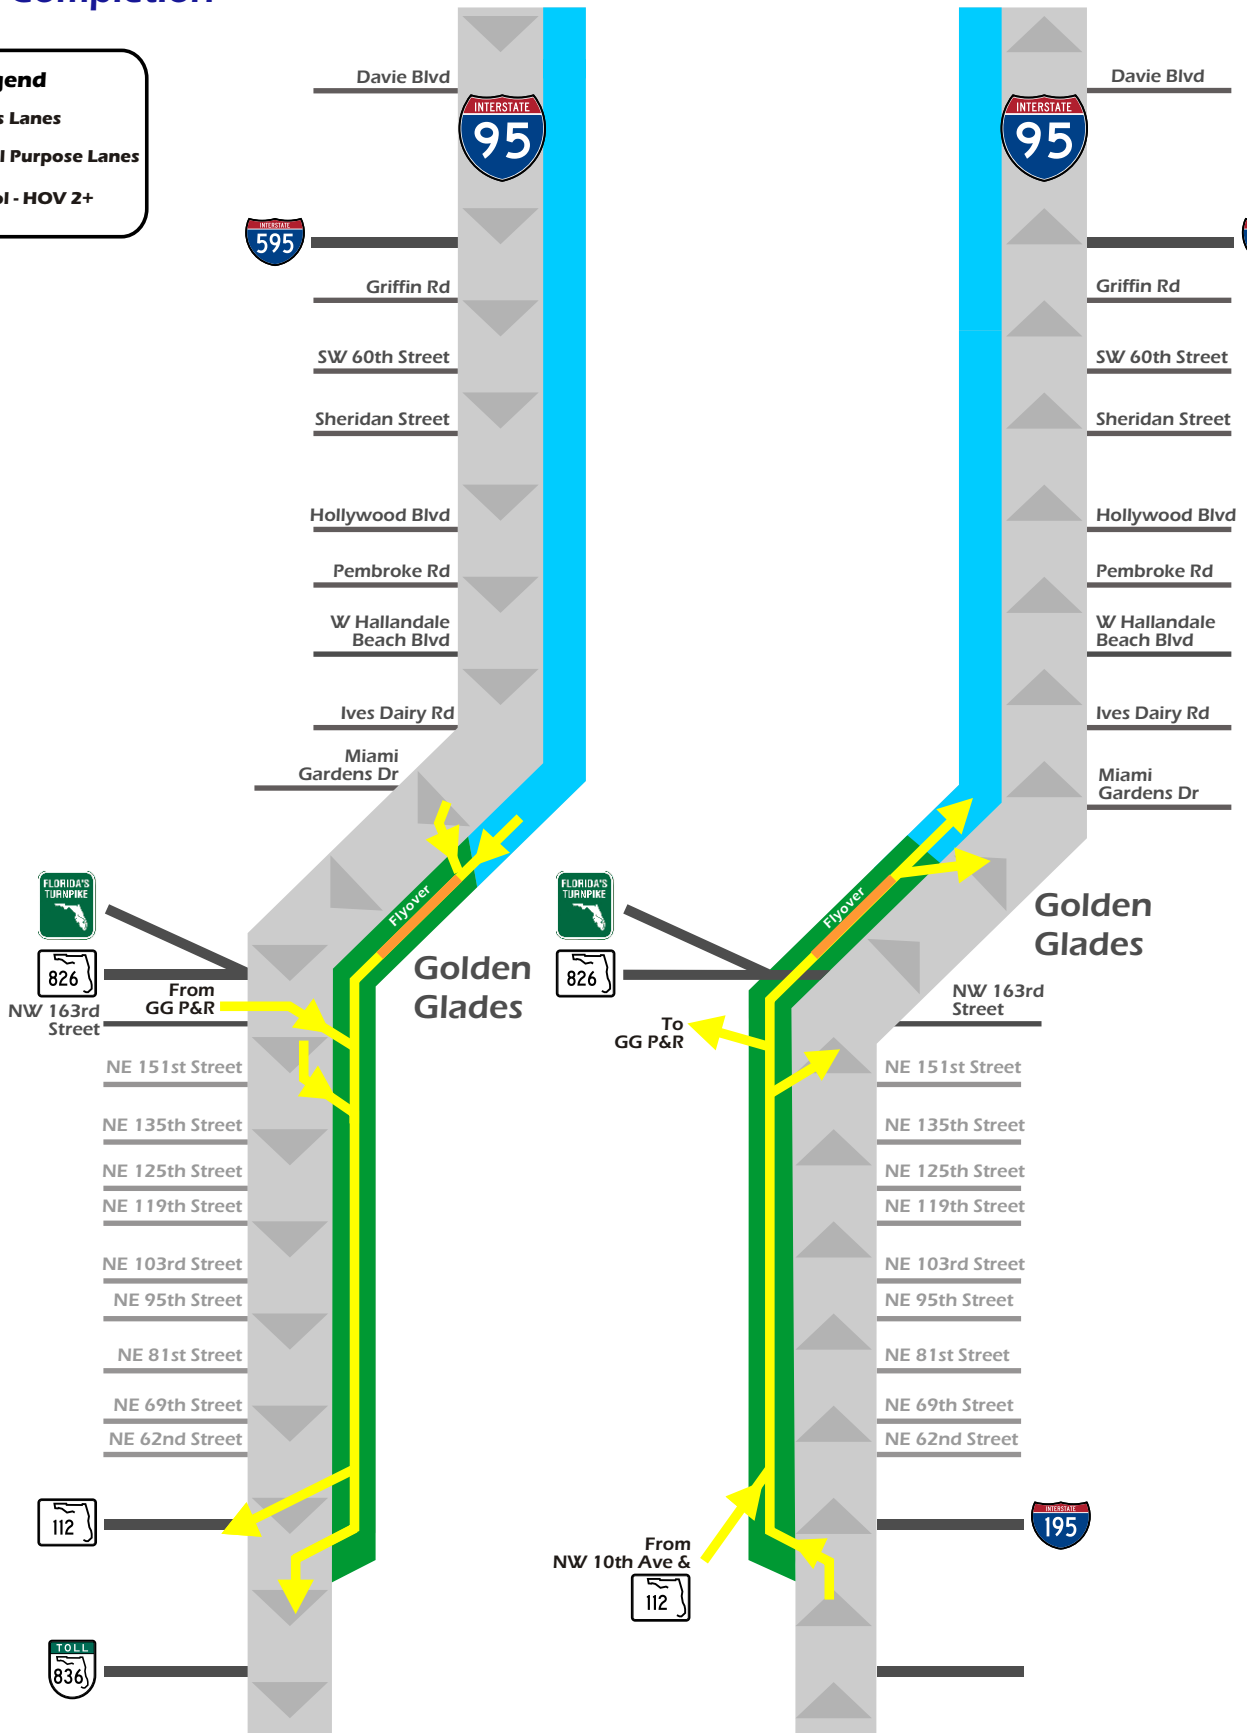 Completion
gend
s Lanes
l Purpose Lanes
ol - HOV 2+
Davie Blvd
INTERSTATE
95
INTERSTATE
595
Griffin Rd
SW 60th Street
Sheridan Street
Hollywood Blvd
Pembroke Rd
W Hallandale
Beach Blvd
Ives Dairy Rd
Miami
Gardens Dr
Flyover
FLORIDA'S
TURNPIKE
826
From
GG P&R
NW 163rd
Street
Golden
Glades
NE 151st Street
NE 135th Street
NE 125th Street
NE 119th Street
NE 103rd Street
NE 95th Street
NE 81st Street
NE 69th Street
NE 62nd Street
112
TOLL
836
Davie Blvd
INTERSTATE
95
Griffin Rd
SW 60th Street
Sheridan Street
Hollywood Blvd
Pembroke Rd
W Hallandale
Beach Blvd
Ives Dairy Rd
Miami
Gardens Dr
Flyover
FLORIDA'S
TURNPIKE
826
Golden
Glades
NW 163rd
Street
To
GG P&R
NE 151st Street
NE 135th Street
NE 125th Street
NE 119th Street
NE 103rd Street
NE 95th Street
NE 81st Street
NE 69th Street
NE 62nd Street
INTERSTATE
195
From
NW 10th Ave &
112